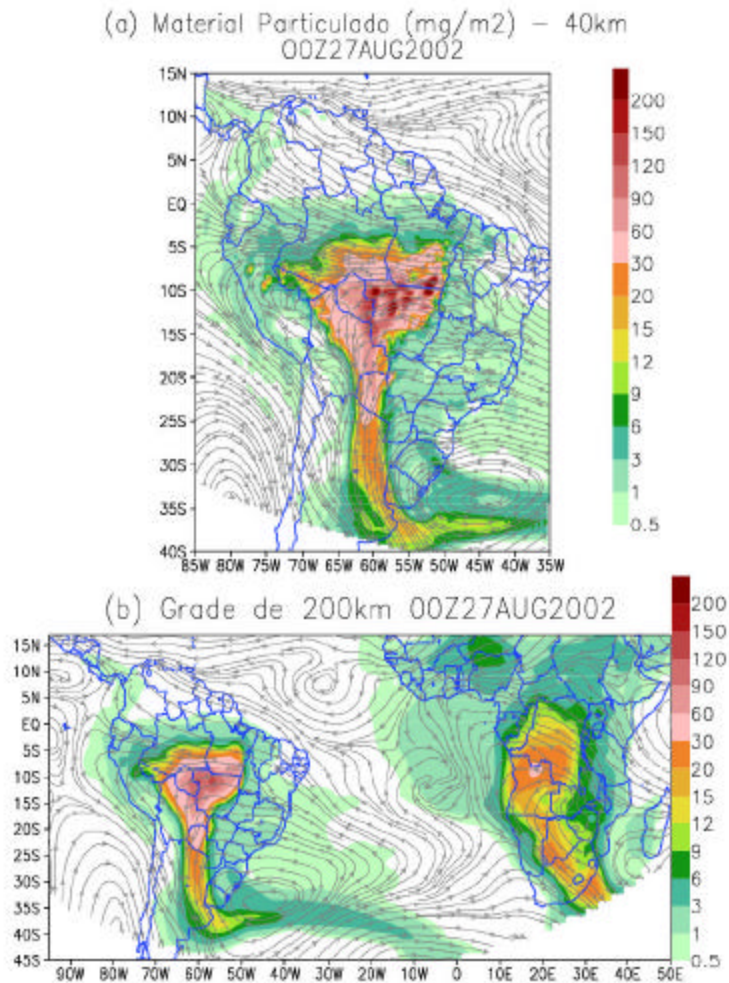 (a) Material Particulado (mg/m2) – 40km
00Z27AUG2002
15N
10N
5N
EQ
5S
10S
15S
20S
25S
30S
35S
40S
85W 80W 75W 70W 65W 60W 55W 50W 45W 40W 35W
200
150
120
90
60
30
20
15
12
9
6
3
1
0.5
(b) Grade de 200km 00Z27AUG2002
15N
10N
5N
EQ
5S
10S
15S
20S
25S
30S
35S
40S
45S
90W 80W 70W 60W 50W 40W 30W 20W 10W 0 10E 20E 30E 40E 50E
200
150
120
90
60
30
20
15
12
9
6
3
1
0.5